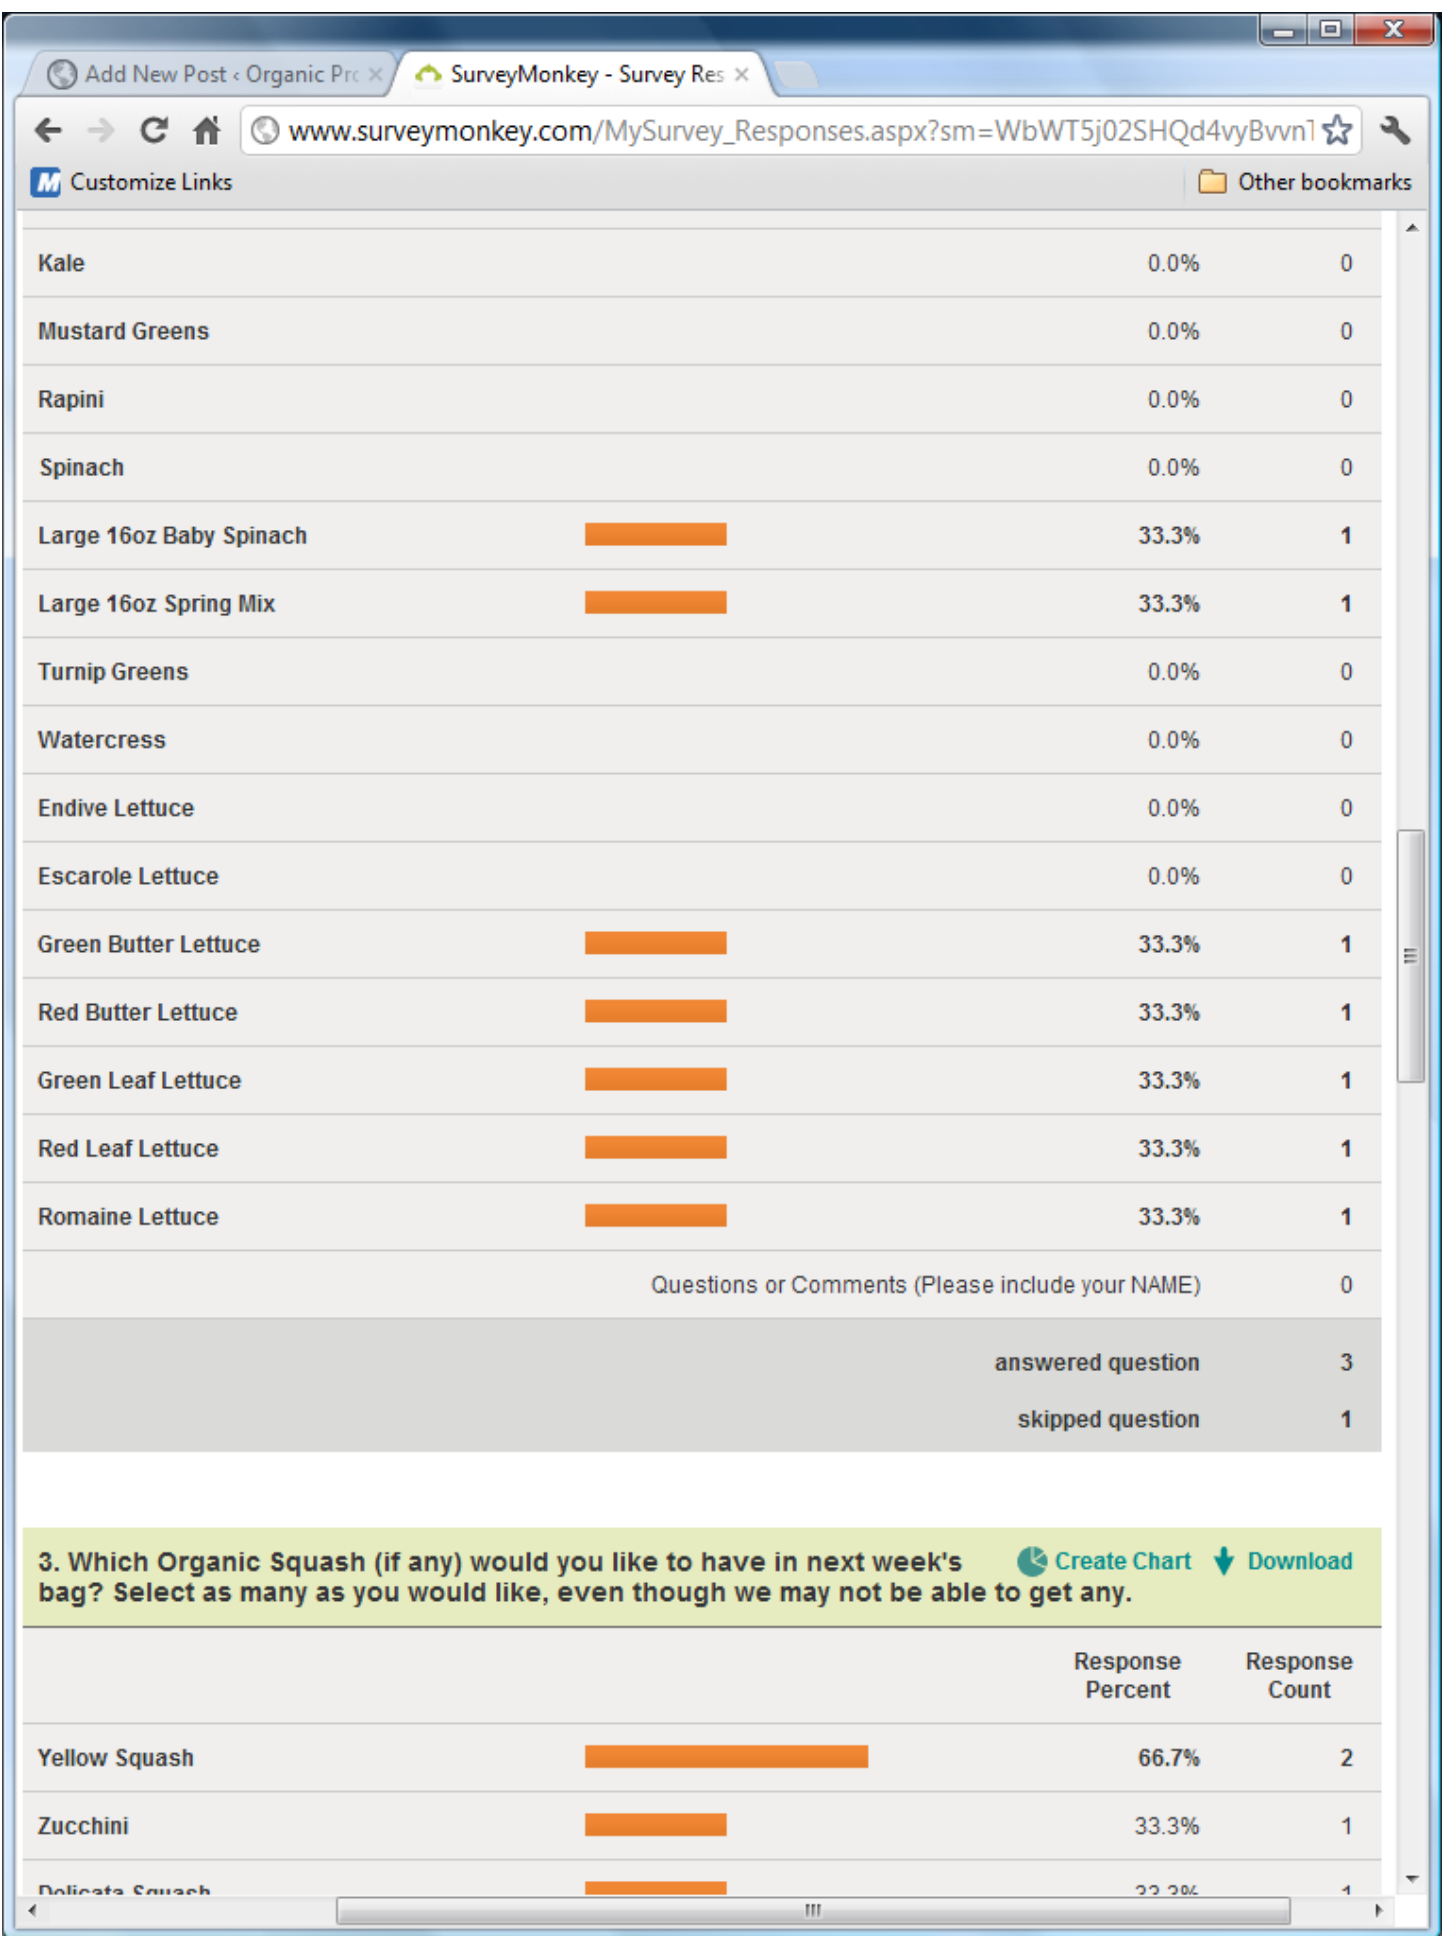 Add New Post ‹ Organic Pro
SurveyMonkey - Survey Res
www.surveymonkey.com/MySurvey_Responses.aspx?sm=WbWT5j02SHQd4vyBvvnT
Customize Links
Other bookmarks
Kale 0.0% 0
Mustard Greens 0.0% 0
Rapini 0.0% 0
Spinach 0.0% 0
Large 16oz Baby Spinach 33.3% 1
Large 16oz Spring Mix 33.3% 1
Turnip Greens 0.0% 0
Watercress 0.0% 0
Endive Lettuce 0.0% 0
Escarole Lettuce 0.0% 0
Green Butter Lettuce 33.3% 1
Red Butter Lettuce 33.3% 1
Green Leaf Lettuce 33.3% 1
Red Leaf Lettuce 33.3% 1
Romaine Lettuce 33.3% 1
Questions or Comments (Please include your NAME) 0
answered question 3
skipped question 1
3. Which Organic Squash (if any) would you like to have in next week's Create Chart Download
bag? Select as many as you would like, even though we may not be able to get any.
Response Response
Percent Count
Yellow Squash 66.7% 2
Zucchini 33.3% 1
Delicata Squash 33.3% 1